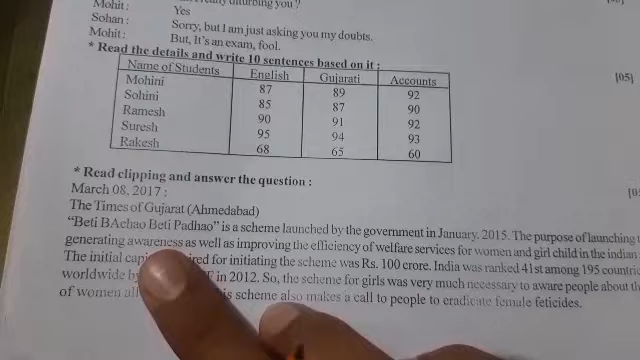 Mohit: disturbing you?
Sohan: Yes
Mohit: Sorry, but I am just asking you my doubts.
But, It's an exam, fool.
* Read the details and write 10 sentences based on it :
[05]
Name of Students English Gujarati Accounts
Mohini 87 89 92
Sohini 85 87 90
Ramesh 90 91 92
Suresh 95 94 93
Rakesh 68 65 60
* Read clipping and answer the question :
March 08, 2017 :
The Times of Gujarat (Ahmedabad)
"Beti BAchao Beti Padhao" is a scheme launched by the government in January, 2015. The purpose of launching
generating awareness as well as improving the efficiency of welfare services for women and girl child in the indian
The initial for initiating the scheme was Rs. 100 crore. India was ranked 41st among 195
worldwide by in 2012. So, the scheme for girls was very much necessary to aware people about
of women scheme also makes a call to people to eradicate female feticides.